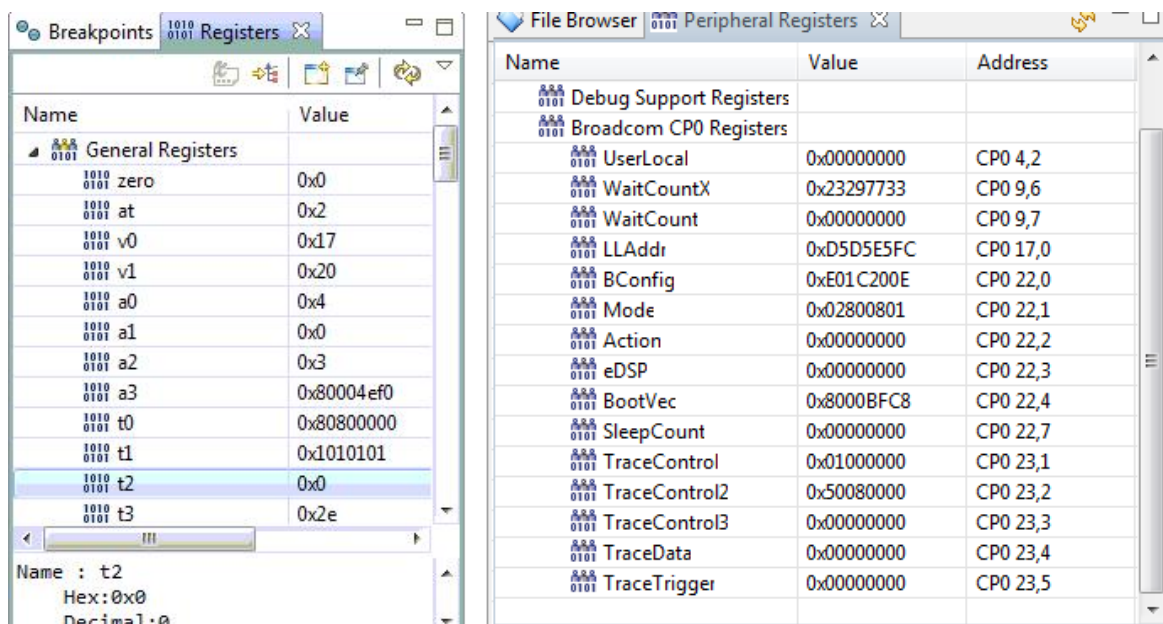 Breakpoints Registers
Name Value
General Registers
zero 0x0
at 0x2
v0 0x17
v1 0x20
a0 0x4
a1 0x0
a2 0x3
a3 0x80004ef0
t0 0x80800000
t1 0x1010101
t2 0x0
t3 0x2e
Name : t2
Hex:0x0
Decimal:0
File Browser Peripheral Registers
Name Value Address
Debug Support Registers
Broadcom CP0 Registers
UserLocal 0x00000000 CP0 4,2
WaitCountX 0x23297733 CP0 9,6
WaitCount 0x00000000 CP0 9,7
LLAddr 0xD5D5E5FC CP0 17,0
BConfig 0xE01C200E CP0 22,0
Mode 0x02800801 CP0 22,1
Action 0x00000000 CP0 22,2
eDSP 0x00000000 CP0 22,3
BootVec 0x8000BFC8 CP0 22,4
SleepCount 0x00000000 CP0 22,7
TraceControl 0x01000000 CP0 23,1
TraceControl2 0x50080000 CP0 23,2
TraceControl3 0x00000000 CP0 23,3
TraceData 0x00000000 CP0 23,4
TraceTrigger 0x00000000 CP0 23,5